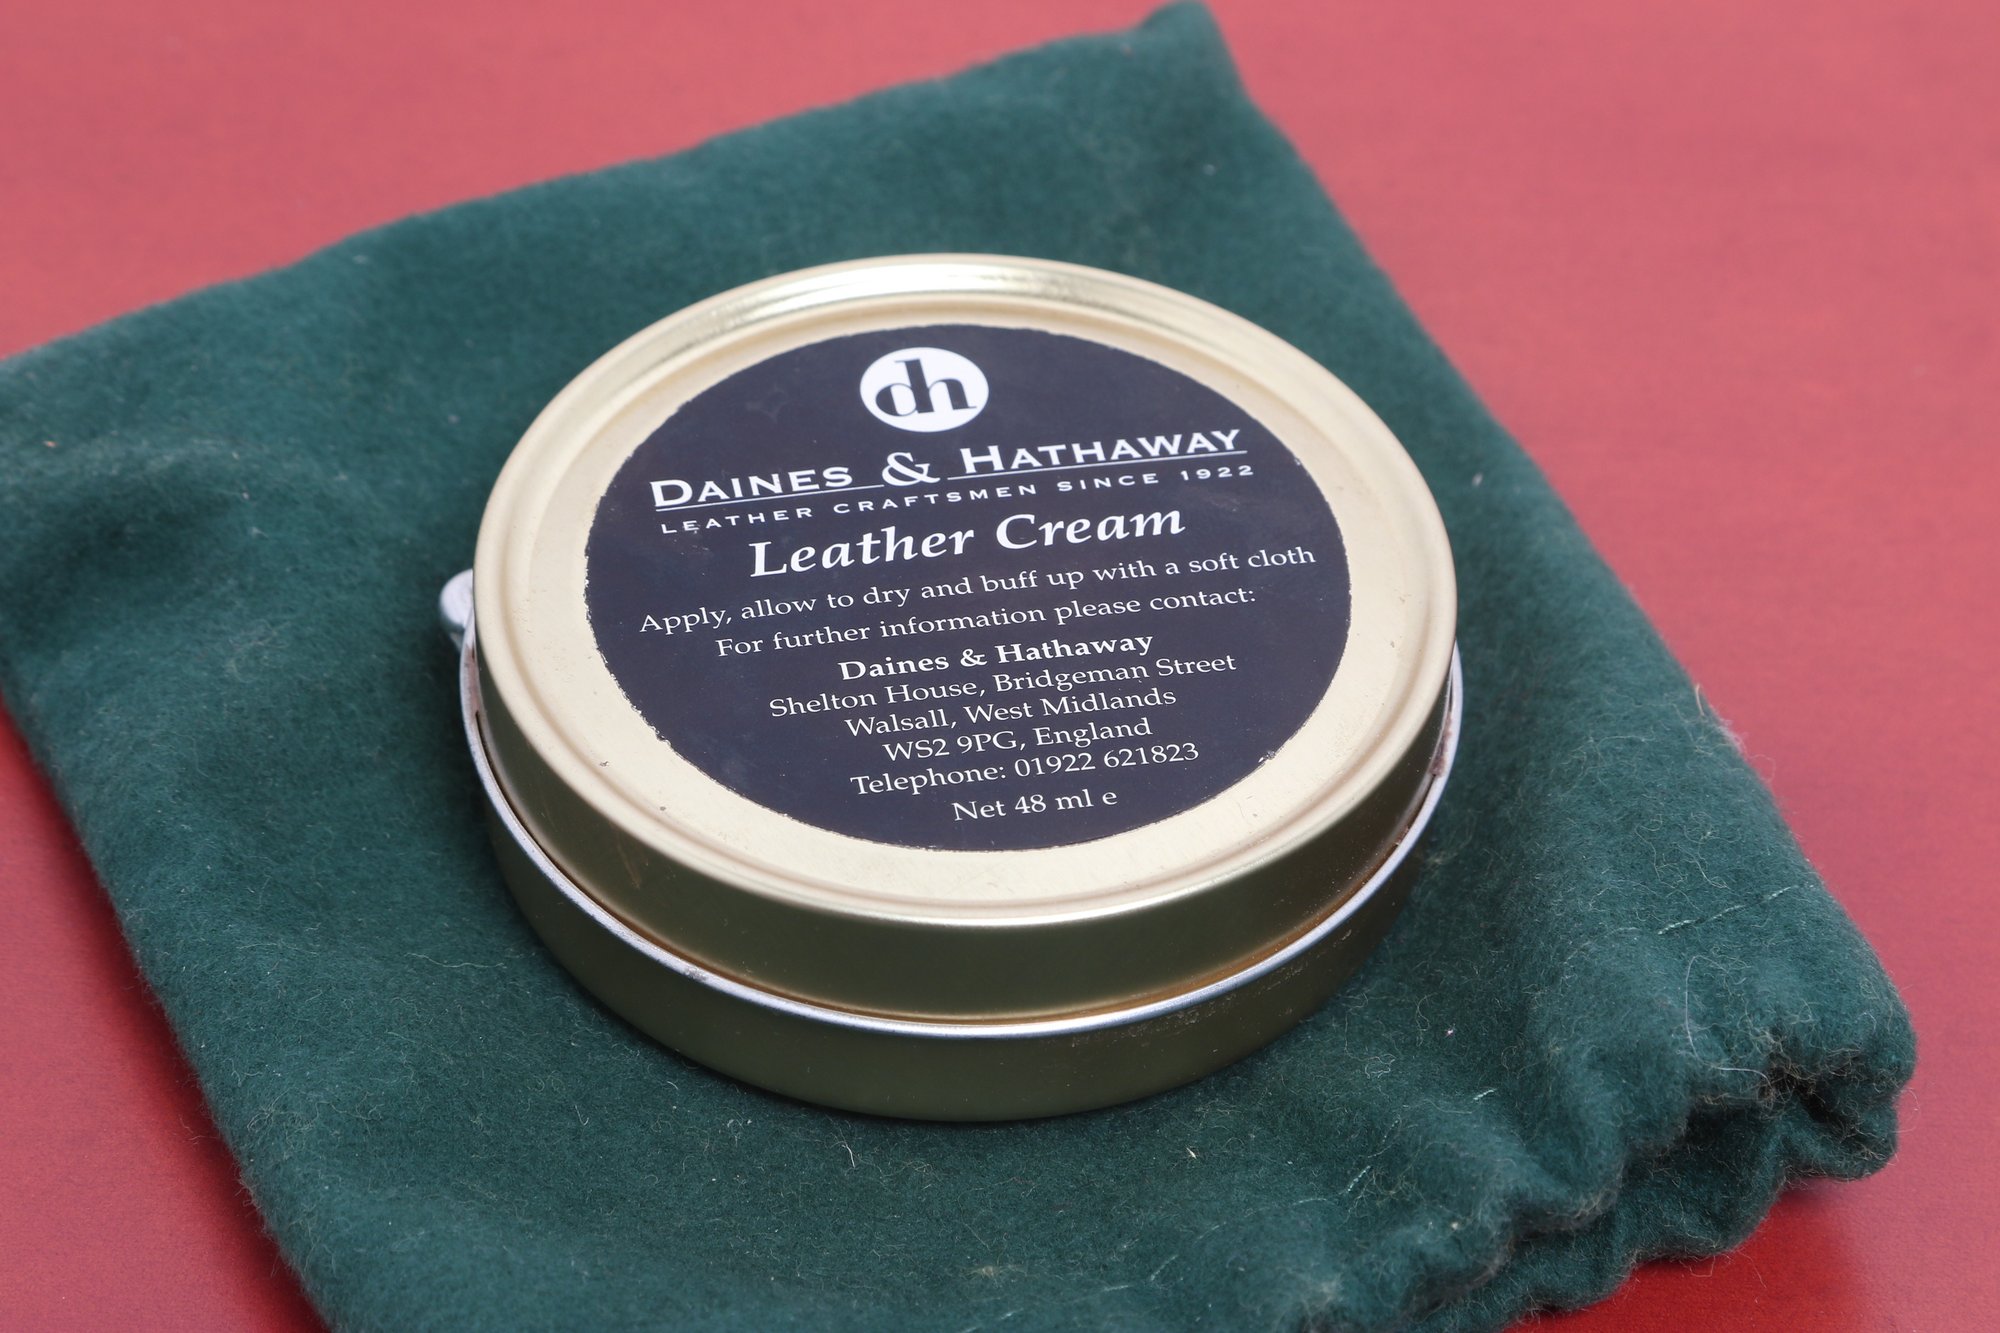 dh
DAINES & HATHAWAY
LEATHER CRAFTSMEN SINCE 1922
Leather Cream
Apply, allow to dry and buff up with a soft cloth
For further information please contact:
Daines & Hathaway
Shelton House, Bridgeman Street
Walsall, West Midlands
WS2 9PG, England
Telephone: 01922 621823
Net 48 ml e